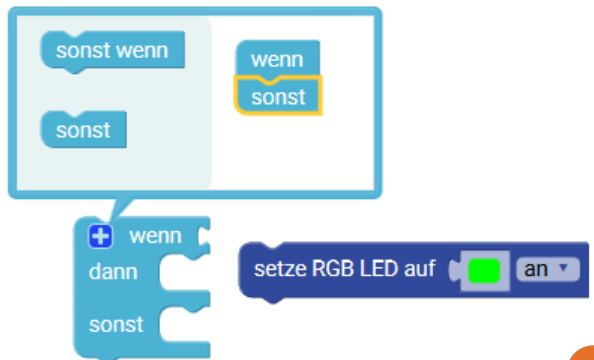 sonst wenn
wenn
sonst
sonst
wenn
dann
setze RGB LED auf an
sonst